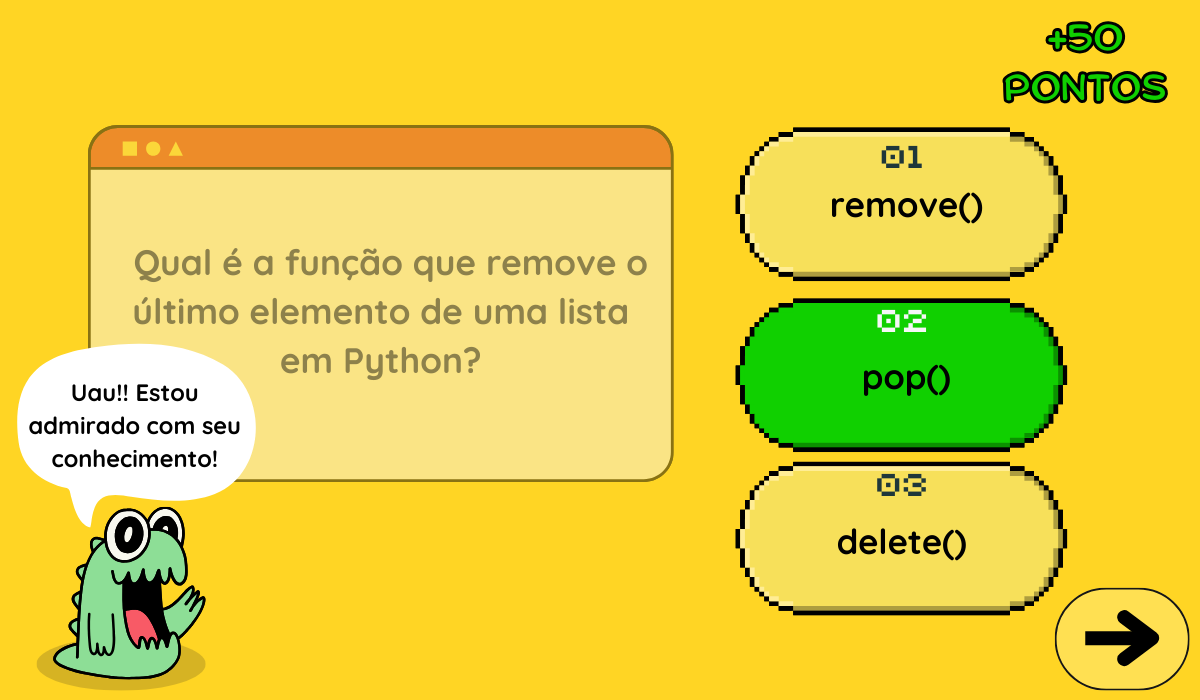 +50
PONTOS
Qual é a função que remove o
último elemento de uma lista
em Python?
Uau!! Estou
admirado com seu
conhecimento!
01
remove()
02
pop()
03
delete()